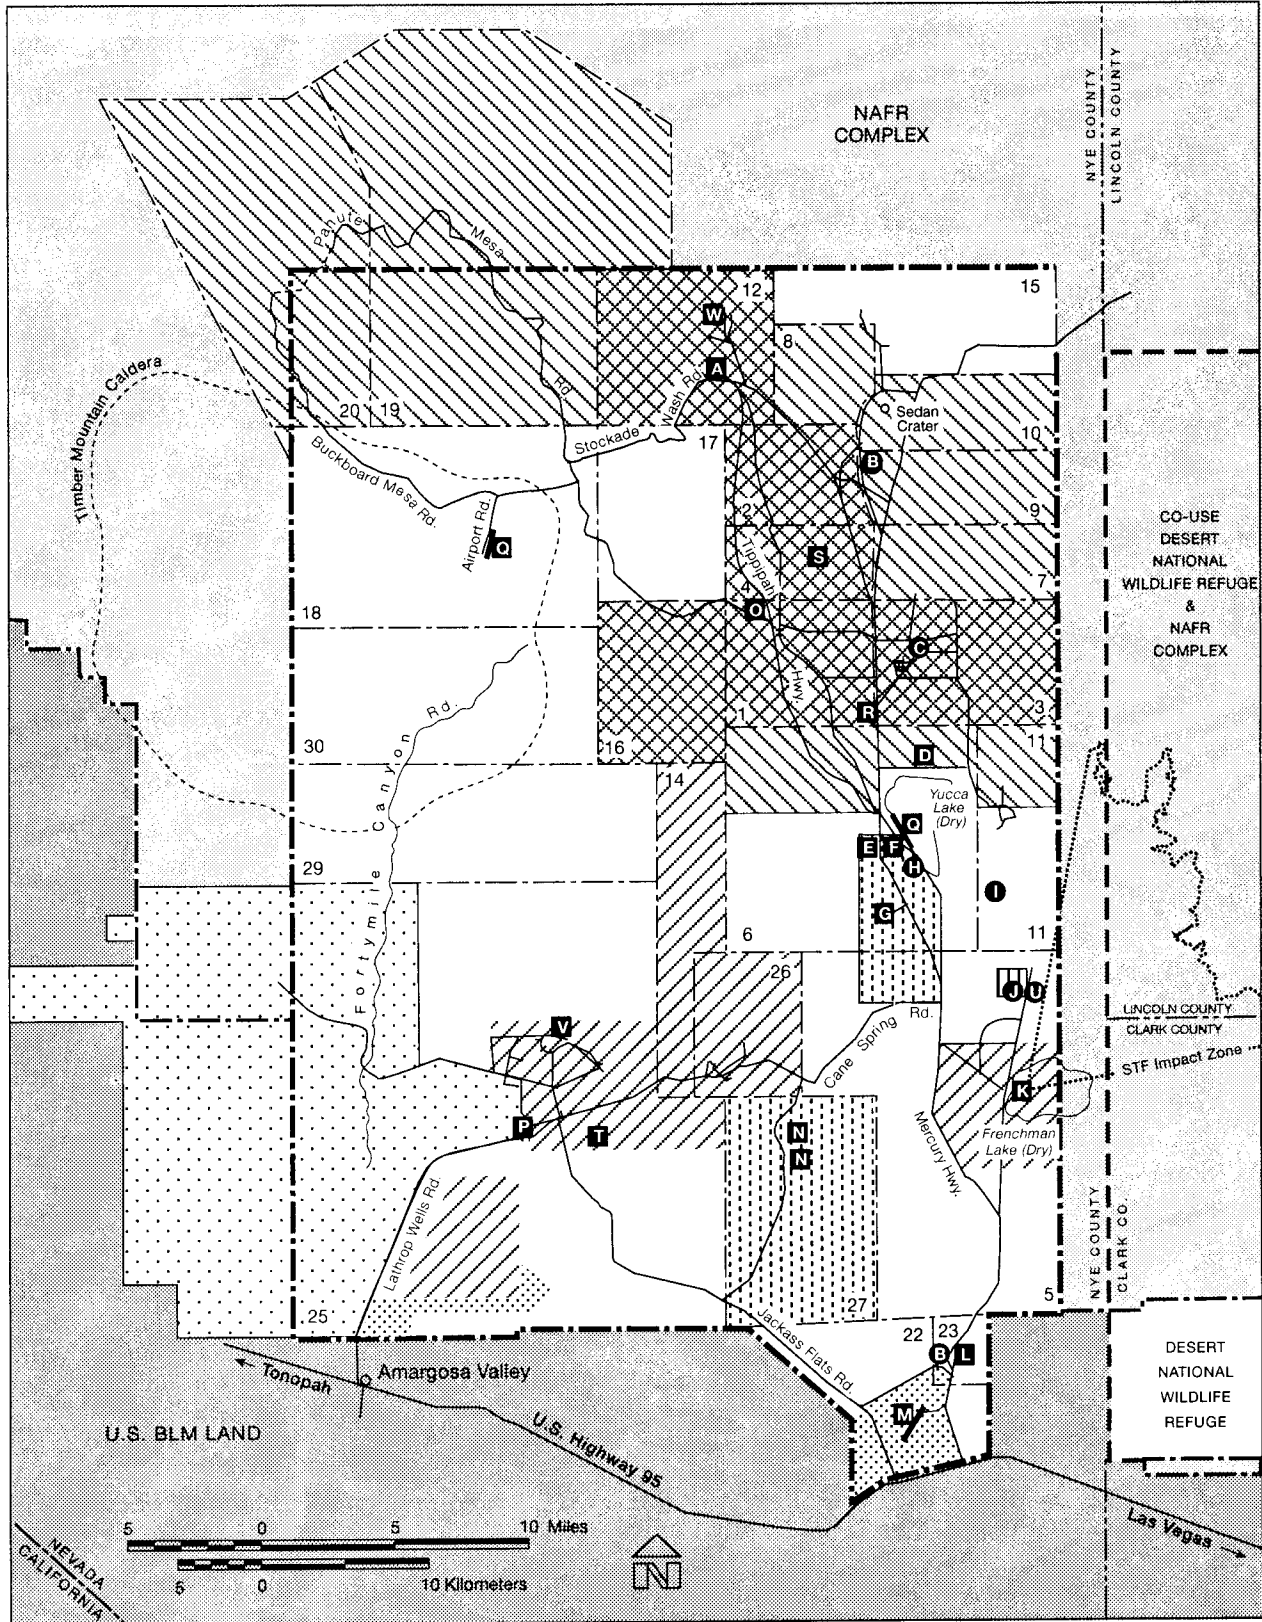 NAFR
COMPLEX
NYE COUNTY
LINCOLN COUNTY
Pahute
Mesa
Rd.
12
15
W
8
A
Timber Mountain Caldera
20
19
Stockade
Wash Rd.
Sedan
Crater
10
17
Buckboard Mesa Rd.
B
2
9
Airport Rd.
Q
CO-USE
DESERT
NATIONAL
WILDLIFE REFUGE
&
NAFR
COMPLEX
S
7
4
Tippipah
Hwy.
18
O
C
R
1
3
30
16
Fortymile Canyon Rd.
11
D
14
Yucca
Lake
(Dry)
Q
E
F
H
29
I
G
6
11
26
J
U
LINCOLN COUNTY
CLARK COUNTY
Cane Spring
Rd.
V
STF Impact Zone
K
P
T
N
N
Mercury Hwy.
Frenchman
Lake (Dry)
Lathrop Wells Rd.
NYE COUNTY
CLARK CO.
25
27
5
22
23
Jackass Flats Rd.
B
L
DESERT
NATIONAL
WILDLIFE
REFUGE
Tonopah
Amargosa Valley
M
U.S. BLM LAND
U.S. Highway 95
Las Vegas
5 0 5 10 Miles
5 0 10 Kilometers
N
NEVADA
CALIFORNIA